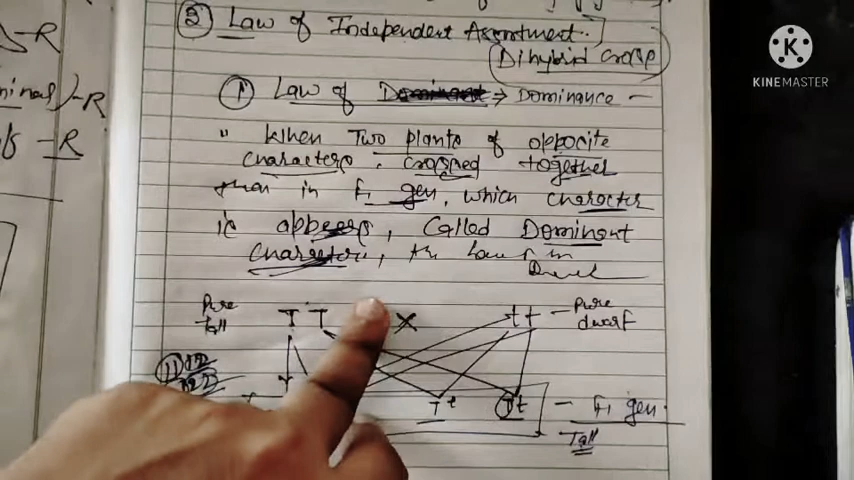 ② Law of Independent Assortment..
(Dihybrid Cross)
① Law of Dominance -
" When Two plants of opposite
characters crossed together
than in F1 gen, which character
is appears, Called Dominant
Character,
Pure Tall TT X tt - Pure dwarf
Tt Tt - F1 gen.
Tall
-R
-R
-R
K
KINEMASTER